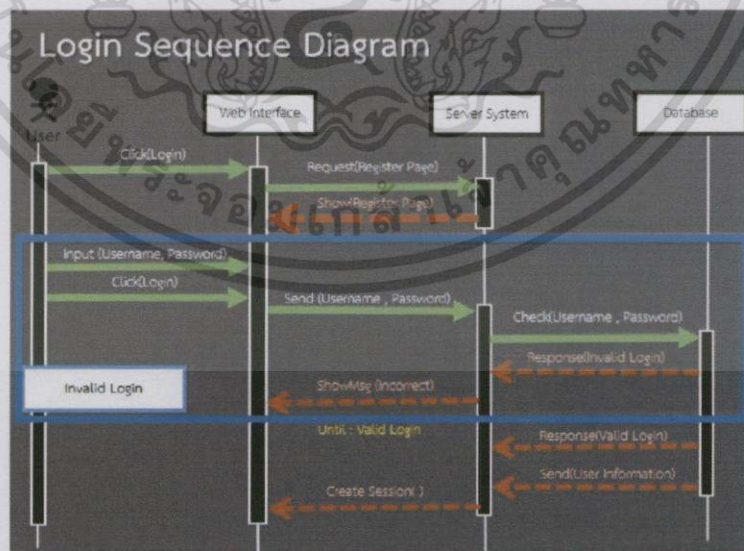 Login Sequence Diagram
User
Web Interface
Server System
Database
Click(Login)
Request(Register Page)
Show(Register Page)
Input (Username, Password)
Click(Login)
Send (Username , Password)
Check(Username , Password)
Response(Invalid Login)
Invalid Login
ShowMsg (Incorrect)
Until : Valid Login
Response(Valid Login)
Send(User Information)
Create Session( )